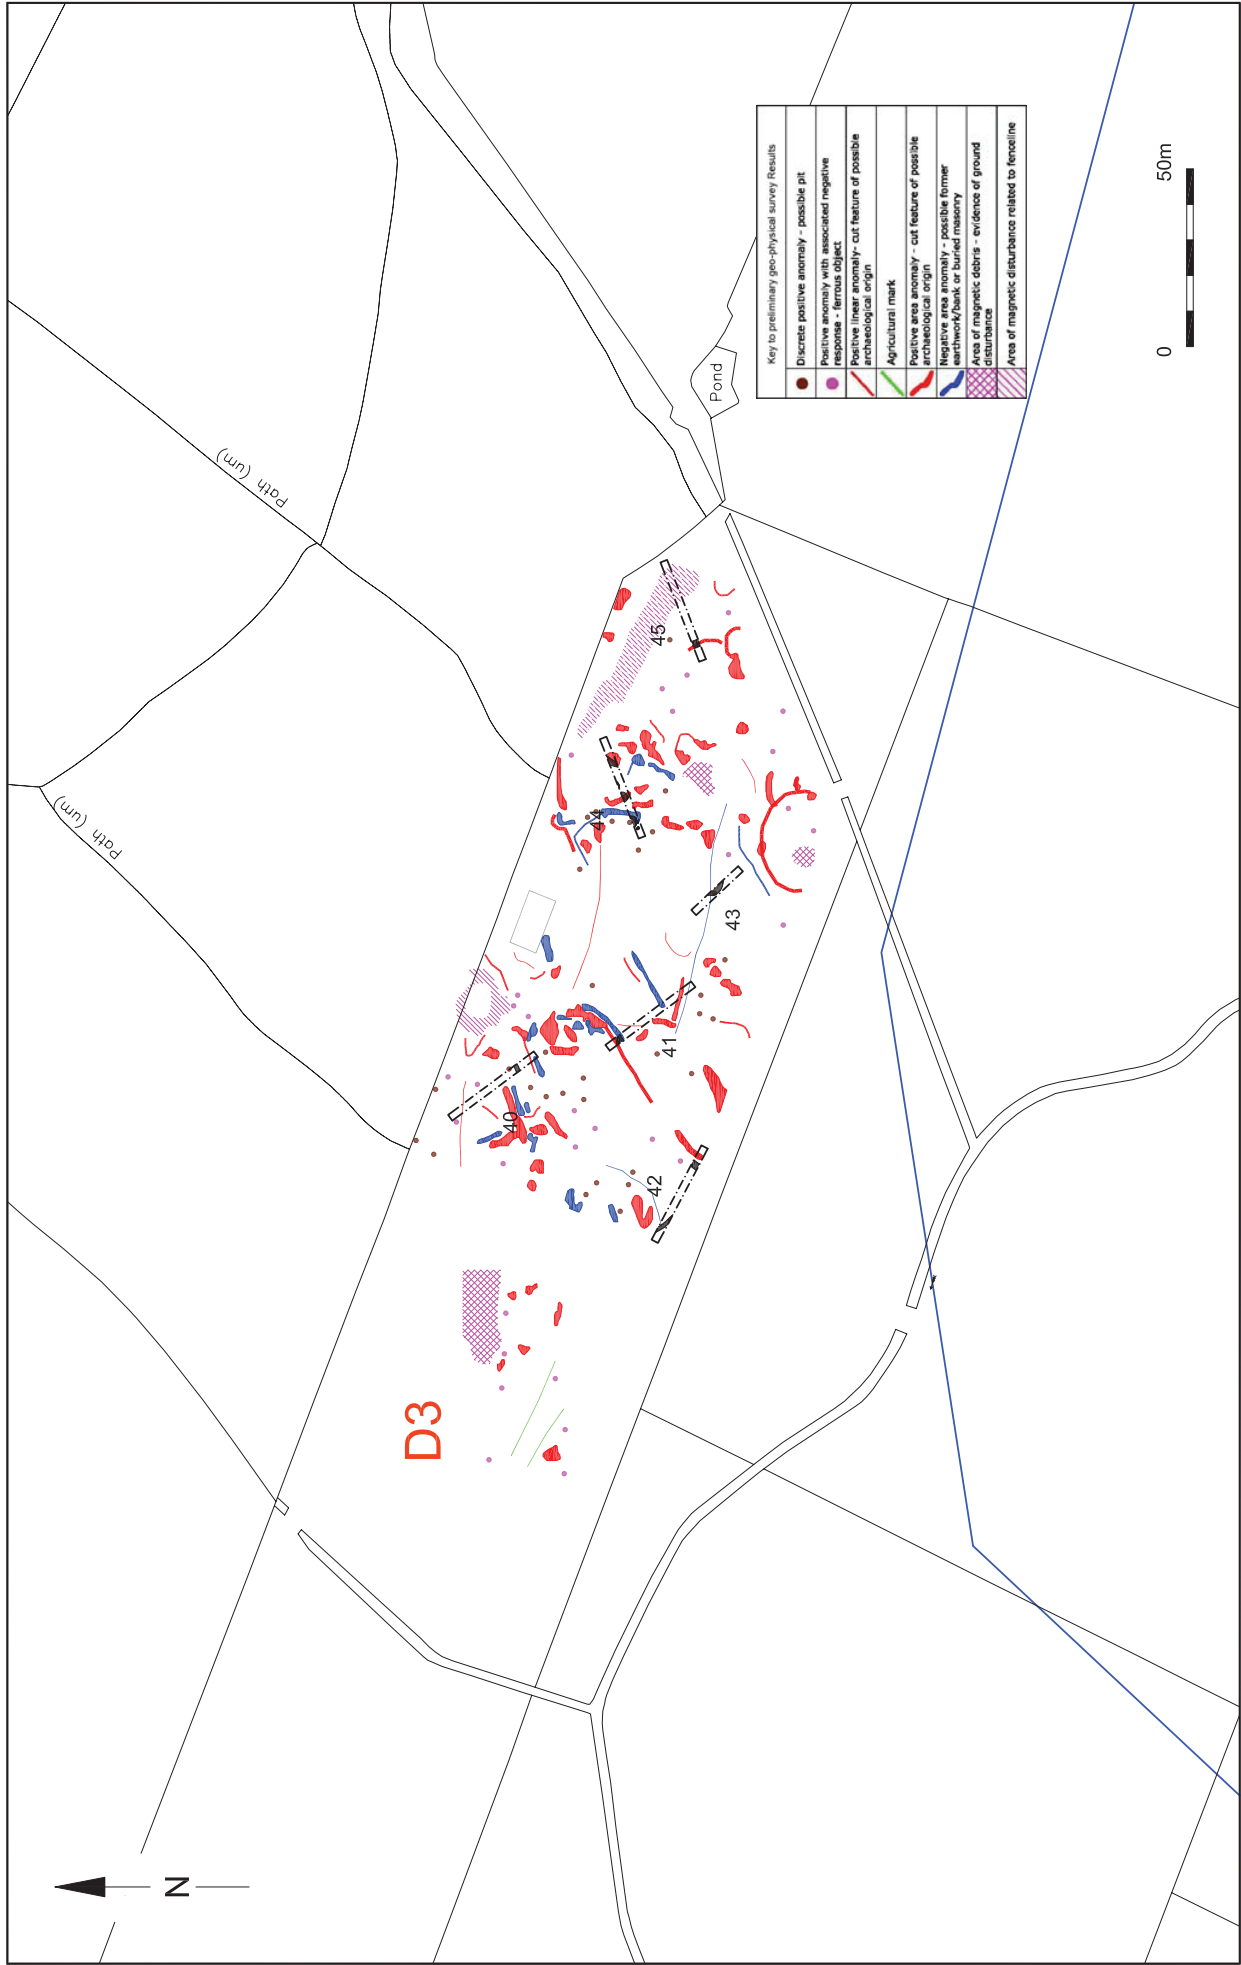 Path (um)
Path (um)
Pond
Key to preliminary geo-physical survey Results
Discrete positive anomaly - possible pit
Positive anomaly with associated negative
response - ferrous object
Positive linear anomaly- cut feature of possible
archaeological origin
Agricultural mark
Positive area anomaly - cut feature of possible
archaeological origin
Negative area anomaly - possible former
earthwork/bank or buried masonry
Area of magnetic debris - evidence of ground
disturbance
Area of magnetic disturbance related to fenceline
0
50m
45
44
43
41
40
42
D3
N